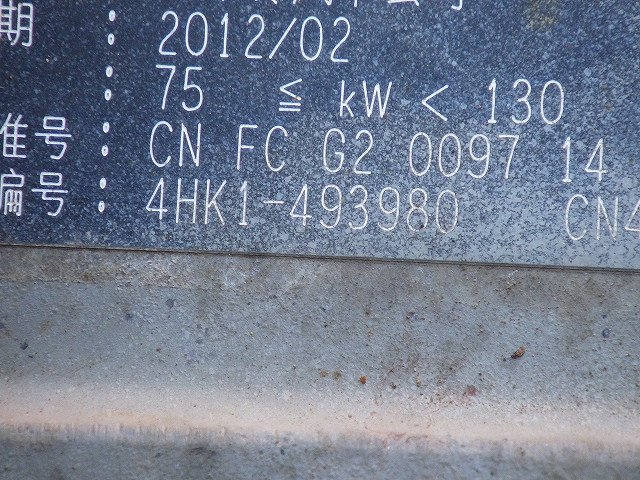 期 : 2012/02
: 75 ≦ kW < 130
准号 : CN FC G2 0097 14
编号 : 4HK1-493980 CN4